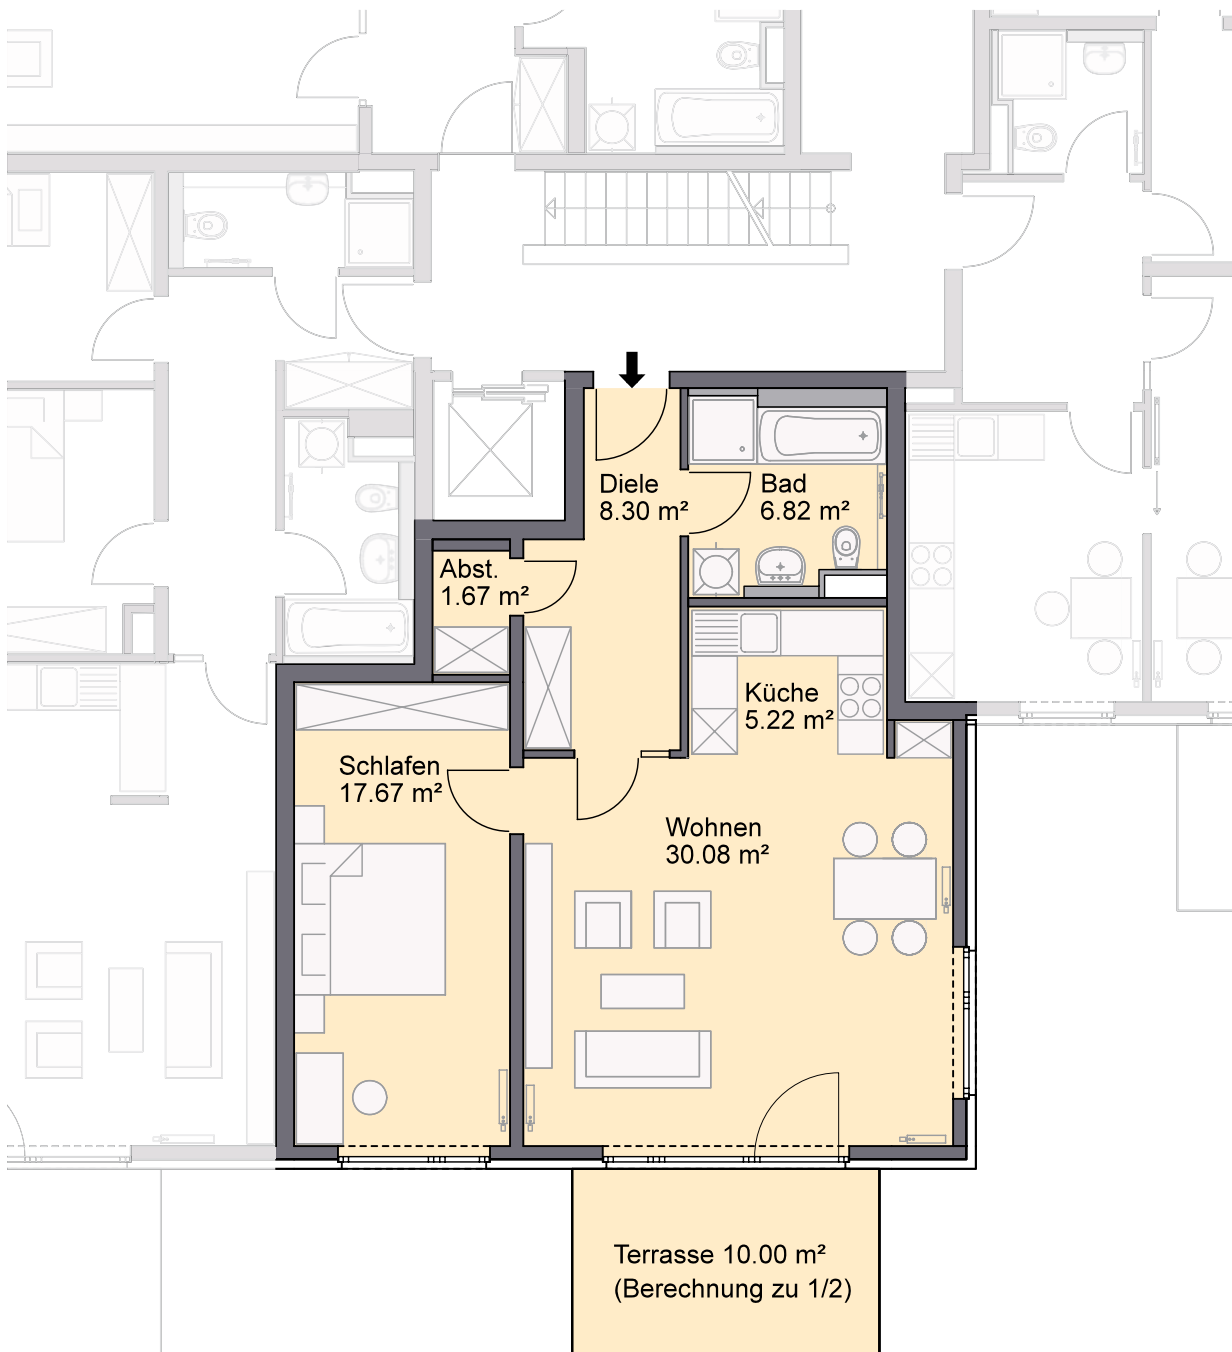 Diele
8.30 m²
Bad
6.82 m²
Abst.
1.67 m²
Küche
5.22 m²
Schlafen
17.67 m²
Wohnen
30.08 m²
Terrasse 10.00 m²
(Berechnung zu 1/2)